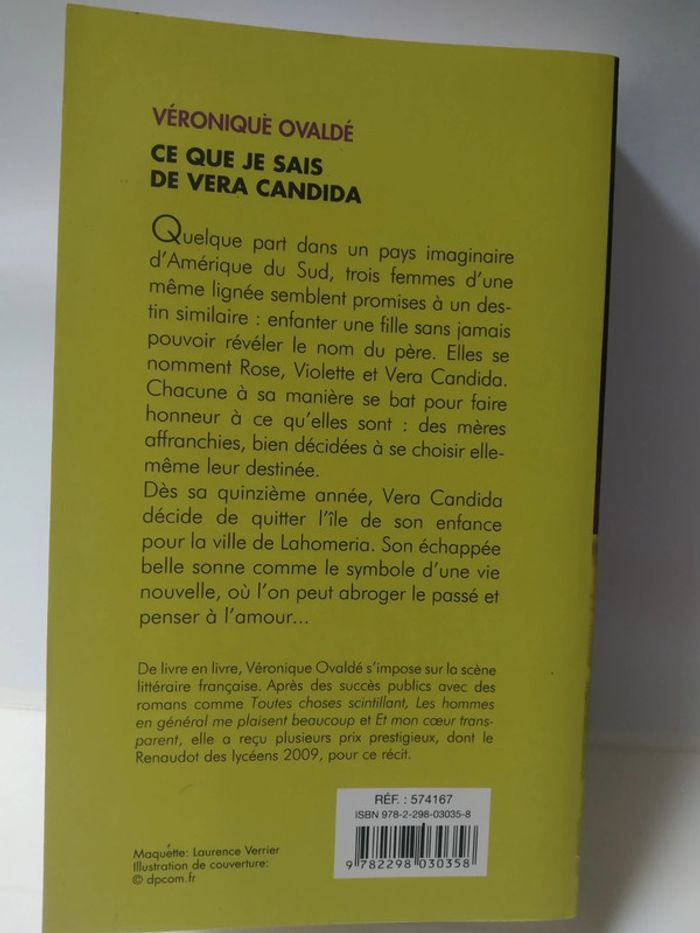 VÉRONIQUE OVALDÉ
CE QUE JE SAIS
DE VERA CANDIDA
Quelque part dans un pays imaginaire
d'Amérique du Sud, trois femmes d'une
même lignée semblent promises à un des-
tin similaire : enfanter une fille sans jamais
pouvoir révéler le nom du père. Elles se
nomment Rose, Violette et Vera Candida.
Chacune à sa manière se bat pour faire
honneur à ce qu'elles sont : des mères
affranchies, bien décidées à se choisir elle-
même leur destinée.
Dès sa quinzième année, Vera Candida
décide de quitter l'île de son enfance
pour la ville de Lahomeria. Son échappée
belle sonne comme le symbole d'une vie
nouvelle, où l'on peut abroger le passé et
penser à l'amour...
De livre en livre, Véronique Ovaldé s'impose sur la scène
littéraire française. Après des succès publics avec des
romans comme Toutes choses scintillant, Les hommes
en général me plaisent beaucoup et Et mon cœur trans-
parent, elle a reçu plusieurs prix prestigieux, dont le
Renaudot des lycéens 2009, pour ce récit.
RÉF. : 574167
ISBN 978-2-298-03035-8
9 782298 030358
Maquette: Laurence Verrier
Illustration de couverture:
© dpcom.fr